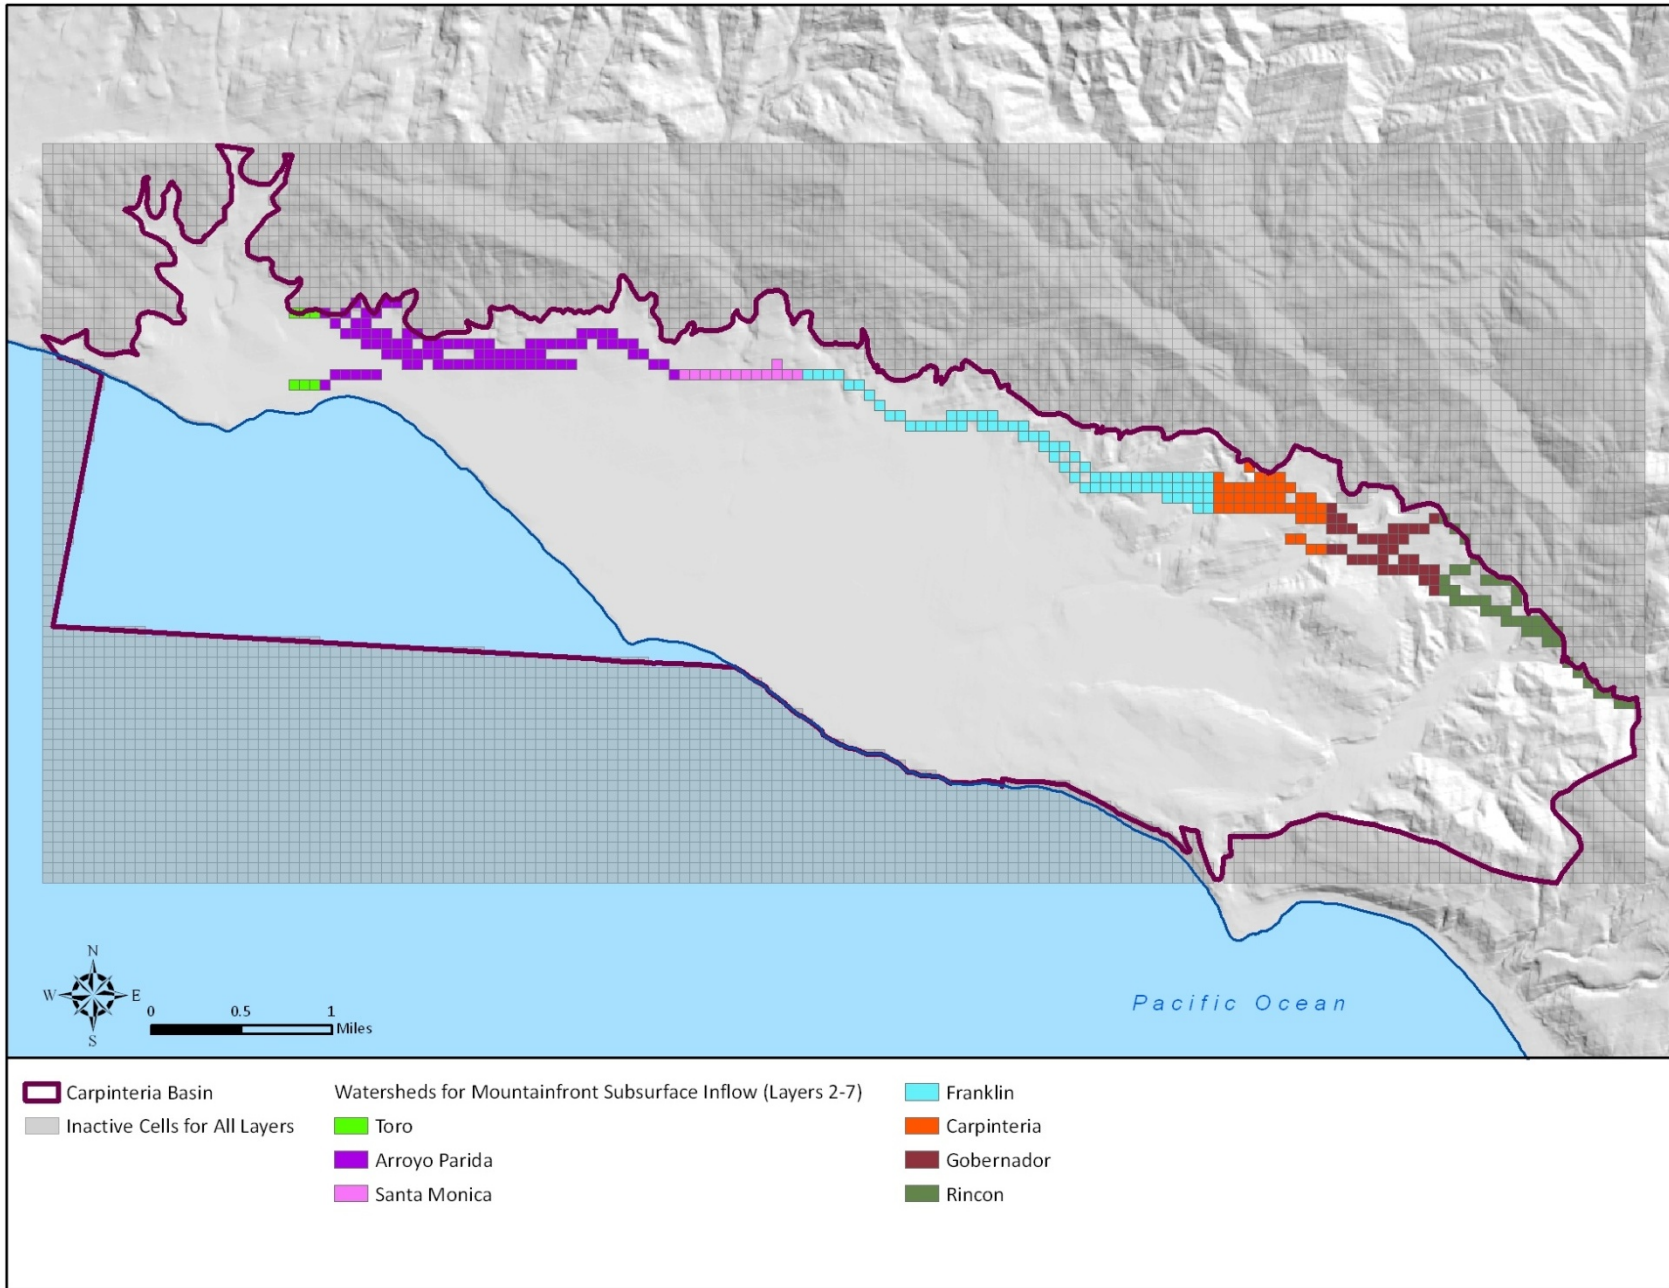 N
W E
S
0 0.5 1
Miles
Pacific Ocean
Carpinteria Basin
Inactive Cells for All Layers
Watersheds for Mountainfront Subsurface Inflow (Layers 2-7)
Toro
Arroyo Parida
Santa Monica
Franklin
Carpinteria
Gobernador
Rincon